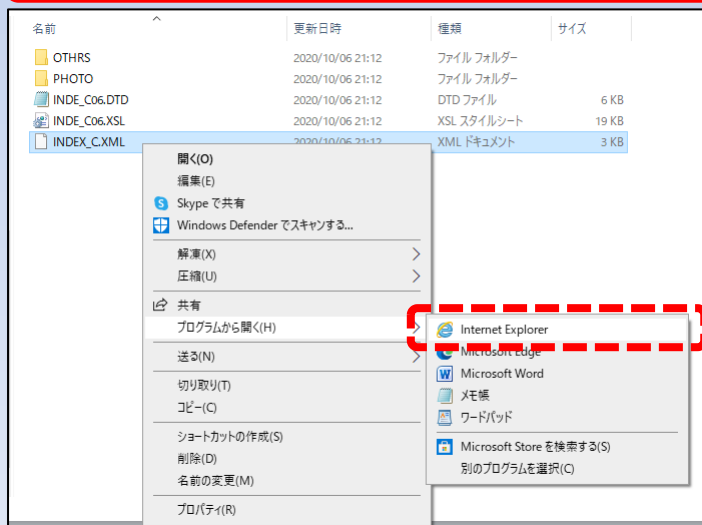 名前 更新日時 種類 サイズ
OTHRS 2020/10/06 21:12 ファイル フォルダー
PHOTO 2020/10/06 21:12 ファイル フォルダー
INDE_C06.DTD 2020/10/06 21:12 DTD ファイル 6 KB
INDE_C06.XSL 2020/10/06 21:12 XSL スタイルシート 19 KB
INDEX_C.XML 2020/10/06 21:12 XML ドキュメント 3 KB
開く(O)
編集(E)
Skype で共有
Windows Defender でスキャンする...
解凍(X)
圧縮(U)
共有
プログラムから開く(H)
送る(N)
切り取り(T)
コピー(C)
ショートカットの作成(S)
削除(D)
名前の変更(M)
プロパティ(R)
Internet Explorer
Microsoft Edge
Microsoft Word
メモ帳
ワードパッド
Microsoft Store を検索する(S)
別のプログラムを選択(C)